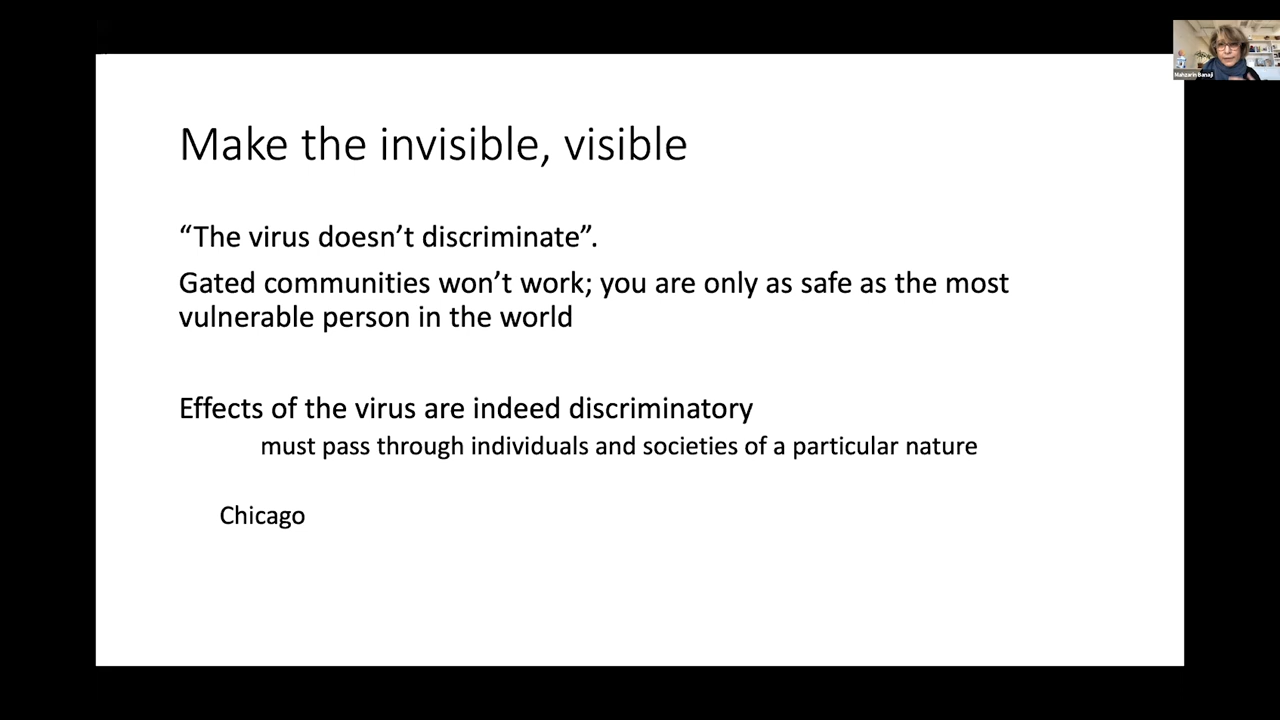 Make the invisible, visible
“The virus doesn’t discriminate”.
Gated communities won’t work; you are only as safe as the most
vulnerable person in the world
Effects of the virus are indeed discriminatory
must pass through individuals and societies of a particular nature
Chicago
Mahzarin Banaji